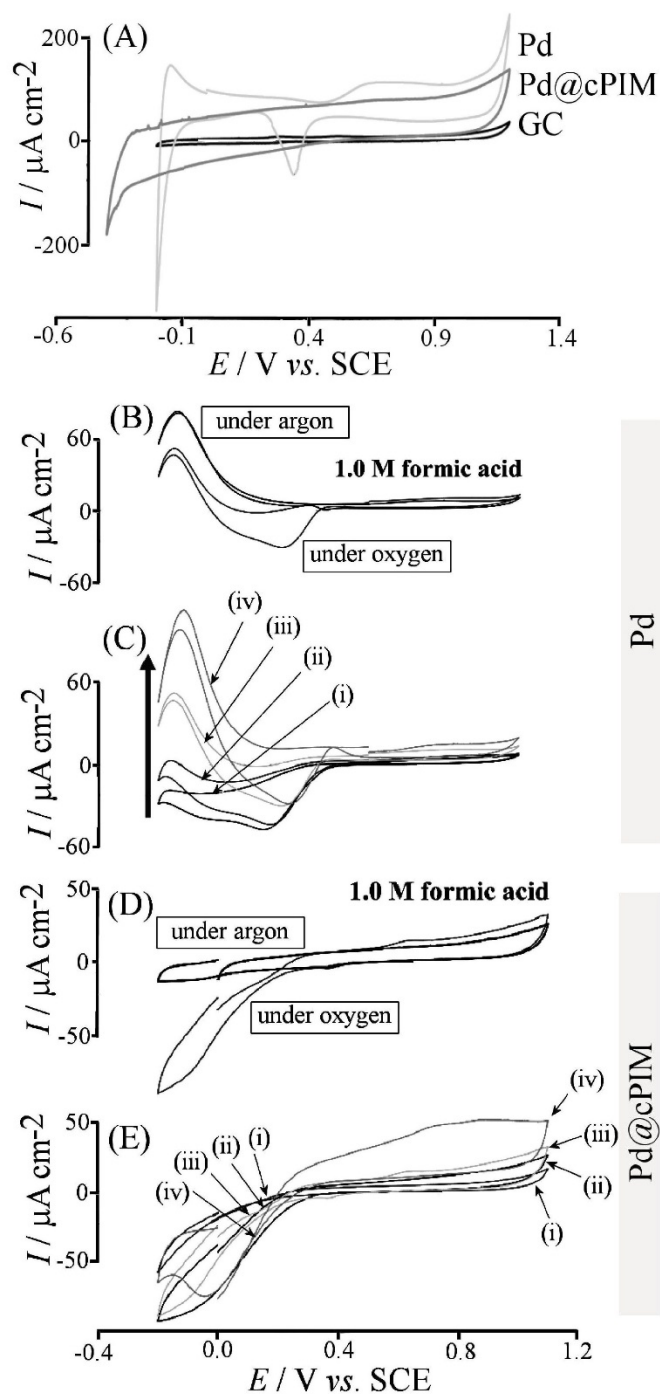 (A)
200
0
-200
I / µA cm-2
Pd
Pd@cPIM
GC
-0.6
-0.1
0.4
0.9
1.4
E / V vs. SCE
(B)
under argon
1.0 M formic acid
60
0
-60
I / µA cm-2
under oxygen
(C)
(iv)
(iii)
(ii)
(i)
60
0
-60
I / µA cm-2
Pd
(D)
1.0 M formic acid
under argon
50
0
-50
I / µA cm-2
under oxygen
(E)
(i)
(ii)
(iii)
(iv)
(iv)
(iii)
(ii)
(i)
50
0
-50
I / µA cm-2
Pd@cPIM
-0.4
0.0
0.4
0.8
1.2
E / V vs. SCE